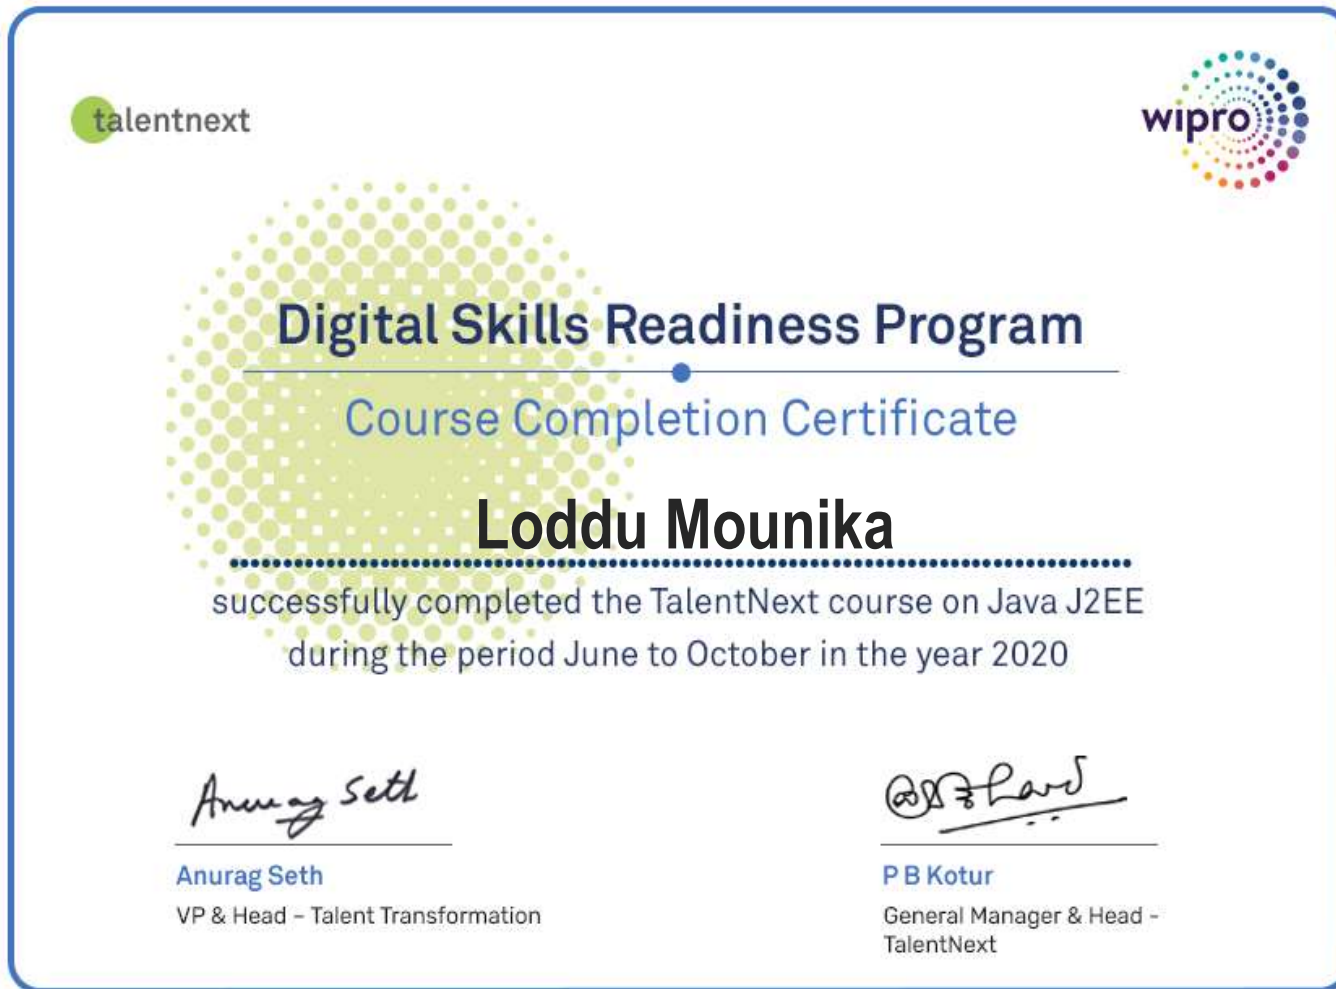 talentnext
wipro
Digital Skills Readiness Program
Course Completion Certificate
Loddu Mounika
successfully completed the TalentNext course on Java J2EE
during the period June to October in the year 2020
Anurag Seth
Anurag Seth
VP & Head – Talent Transformation
P B Kotur
General Manager & Head -
TalentNext